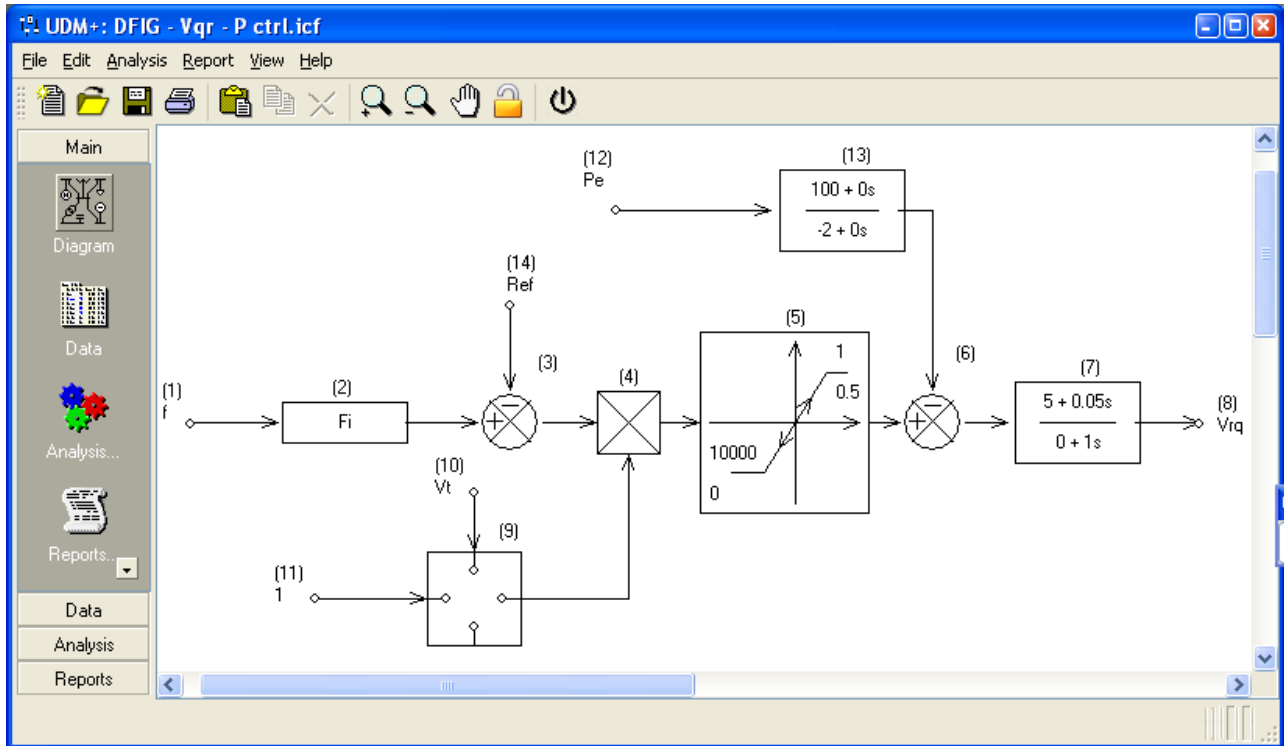 UDM+: DFIG - Vqr - P ctrl.icf
File Edit Analysis Report View Help
Main
Diagram
Data
Analysis...
Reports...
Data
Analysis
Reports
(12)
Pe
(13)
100 + 0s
-2 + 0s
(14)
Ref
(5)
1
0.5
10000
0
(3)
(6)
(4)
(7)
5 + 0.05s
0 + 1s
(1)
f
(2)
Fi
(8)
Vrq
(10)
Vt
(9)
(11)
1